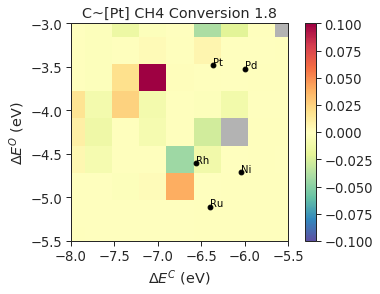 C~[Pt] CH4 Conversion 1.8
−3.0
−3.5
−4.0
−4.5
−5.0
−5.5
ΔE^O (eV)
Pt
Pd
Rh
Ni
Ru
−8.0 −7.5 −7.0 −6.5 −6.0 −5.5
ΔE^C (eV)
0.100
0.075
0.050
0.025
0.000
−0.025
−0.050
−0.075
−0.100